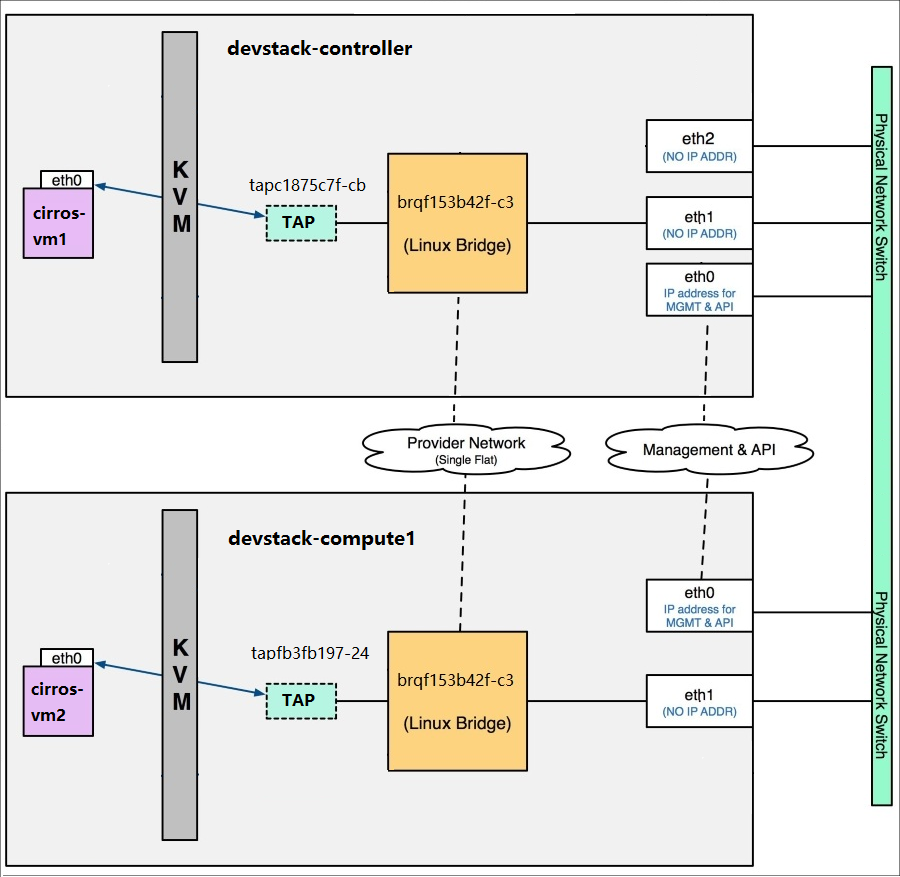 devstack-controller
K
V
M
eth0
cirros-
vm1
tapc1875c7f-cb
TAP
brqf153b42f-c3
(Linux Bridge)
eth2
(NO IP ADDR)
eth1
(NO IP ADDR)
eth0
IP address for
MGMT & API
Physical Network Switch
Provider Network
(Single Flat)
Management & API
devstack-compute1
K
V
M
eth0
cirros-
vm2
tapfb3fb197-24
TAP
brqf153b42f-c3
(Linux Bridge)
eth0
IP address for
MGMT & API
eth1
(NO IP ADDR)
Physical Network Switch